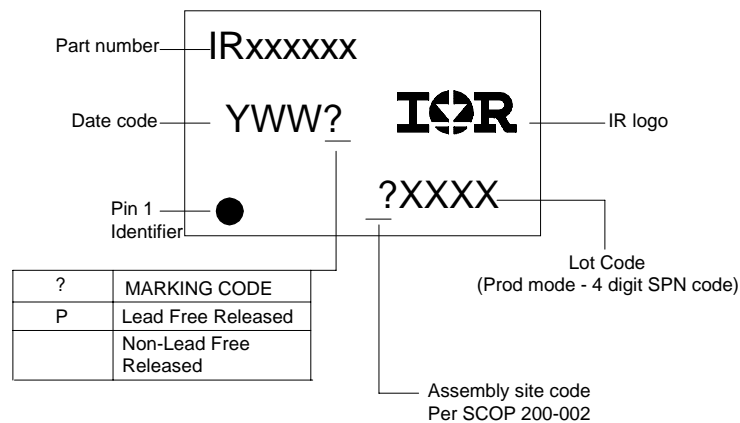 Part number
IRxxxxxx
Date code
YWW?
IOR
IR logo
?XXXX
Pin 1
Identifier
Lot Code
(Prod mode - 4 digit SPN code)
? MARKING CODE
P Lead Free Released
Non-Lead Free
Released
Assembly site code
Per SCOP 200-002